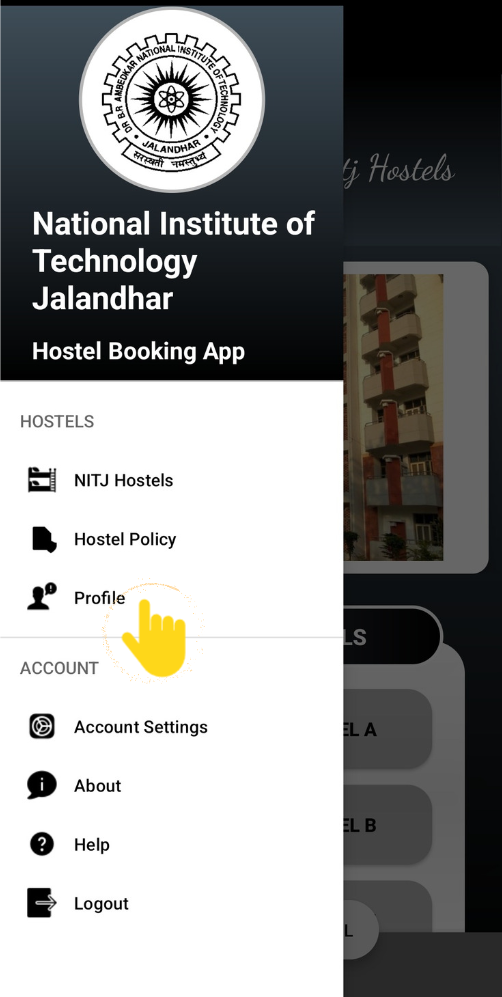 DR B R AMBEDKAR NATIONAL INSTITUTE OF TECHNOLOGY
• JALANDHAR •
सरस्वती नमस्तुभ्यं
National Institute of
Technology
Jalandhar
Hostel Booking App
tj Hostels
HOSTELS
NITJ Hostels
Hostel Policy
Profile
LS
ACCOUNT
Account Settings
EL A
About
EL B
Help
Logout
L